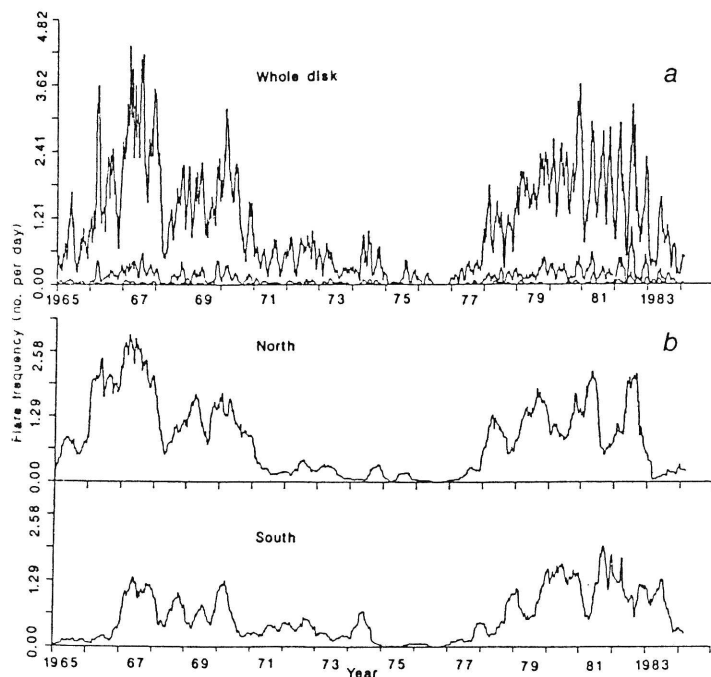 4.82
a
Whole disk
3.62
2.41
1.21
0.00
1965 67 69 71 73 75 77 79 81 1983
Flare frequency (no. per day)
b
North
2.58
1.29
0.00
South
2.58
1.29
0.00
1965 67 69 71 73 75 77 79 81 1983
Year